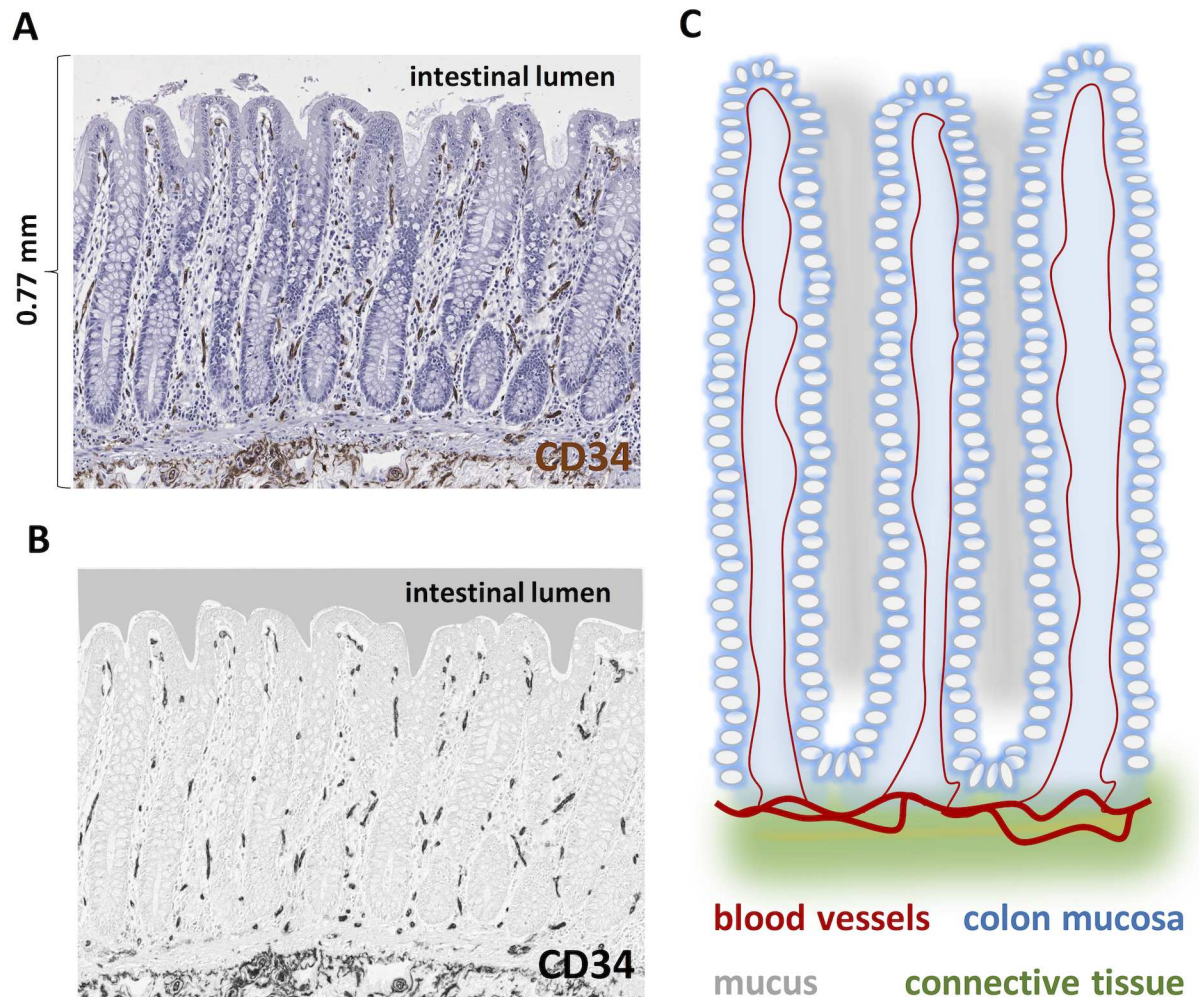 A
intestinal lumen
0.77 mm
CD34
B
intestinal lumen
CD34
C
blood vessels colon mucosa
mucus connective tissue